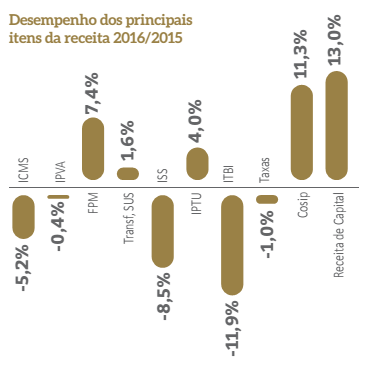 Desempenho dos principais
itens da receita 2016/2015
ICMS
-5,2%
IPVA
-0,4%
7,4%
FPM
1,6%
Transf, SUS
ISS
-8,5%
4,0%
IPTU
ITBI
-11,9%
Taxas
-1,0%
11,3%
Cosip
13,0%
Receita de Capital